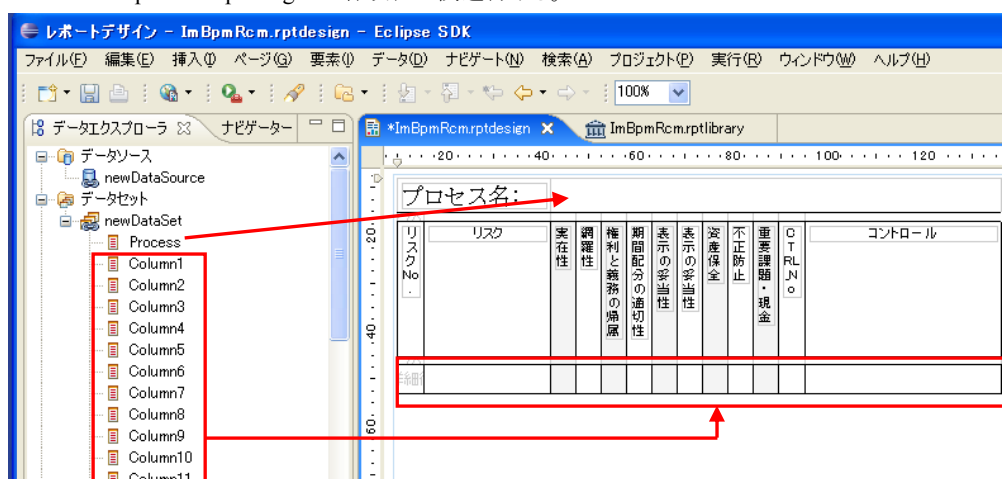 レポートデザイン - ImBpmRcm.rptdesign - Eclipse SDK
ファイル(F) 編集(E) 挿入(I) ページ(G) 要素(I) データ(D) ナビゲート(N) 検索(A) プロジェクト(P) 実行(R) ウィンドウ(W) ヘルプ(H)
100%
データエクスプローラ ナビゲーター
*ImBpmRcm.rptdesign ImBpmRcm.rptlibrary
データソース
newDataSource
データセット
newDataSet
Process
Column1
Column2
Column3
Column4
Column5
Column6
Column7
Column8
Column9
Column10
Column11
20 40 60 80 100 120
20
40
60
プロセス名:
リスクNo.
リスク
実在性
網羅性
権利と義務の帰属
期間配分の適切性
表示の妥当性
表示の妥当性
資産保全
不正防止
重要課題・現金
CTRLNo
コントロール